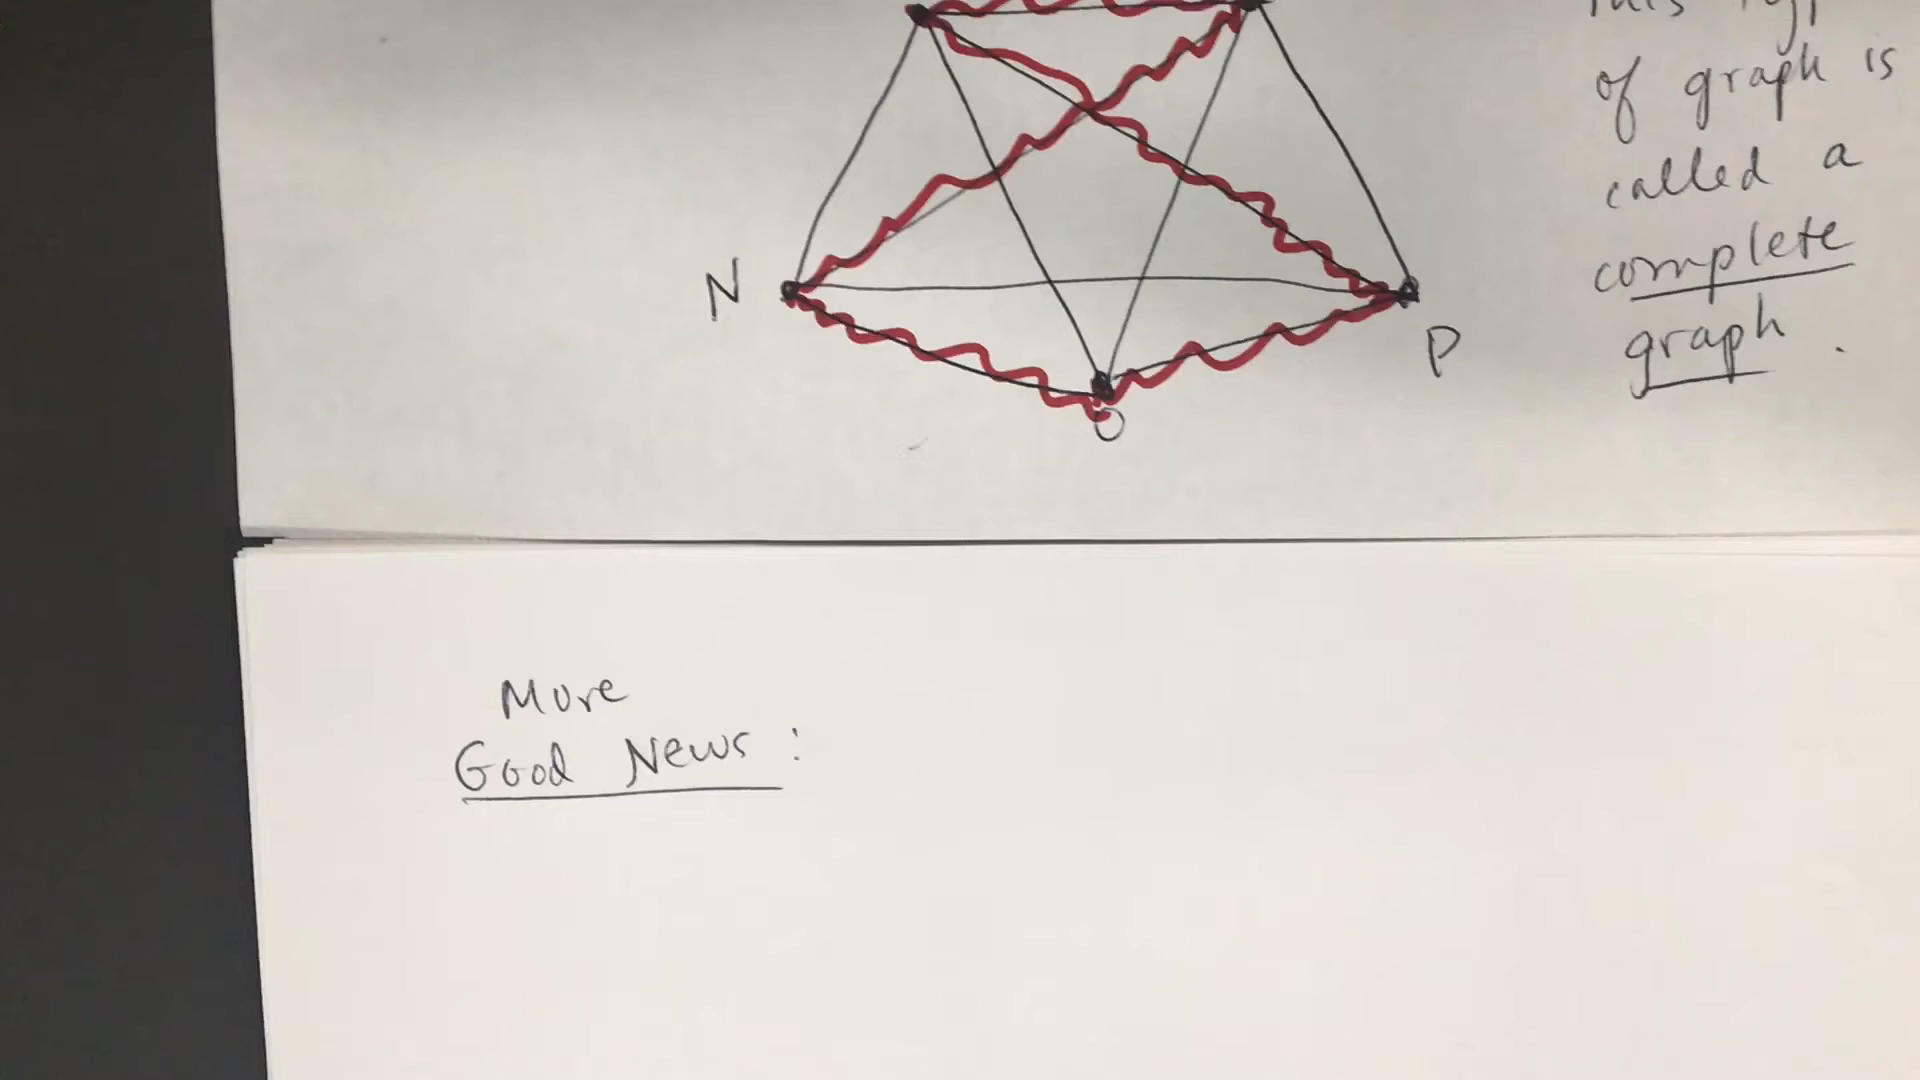 of graph is
called a
complete
graph.
N
P
O
More
Good News: